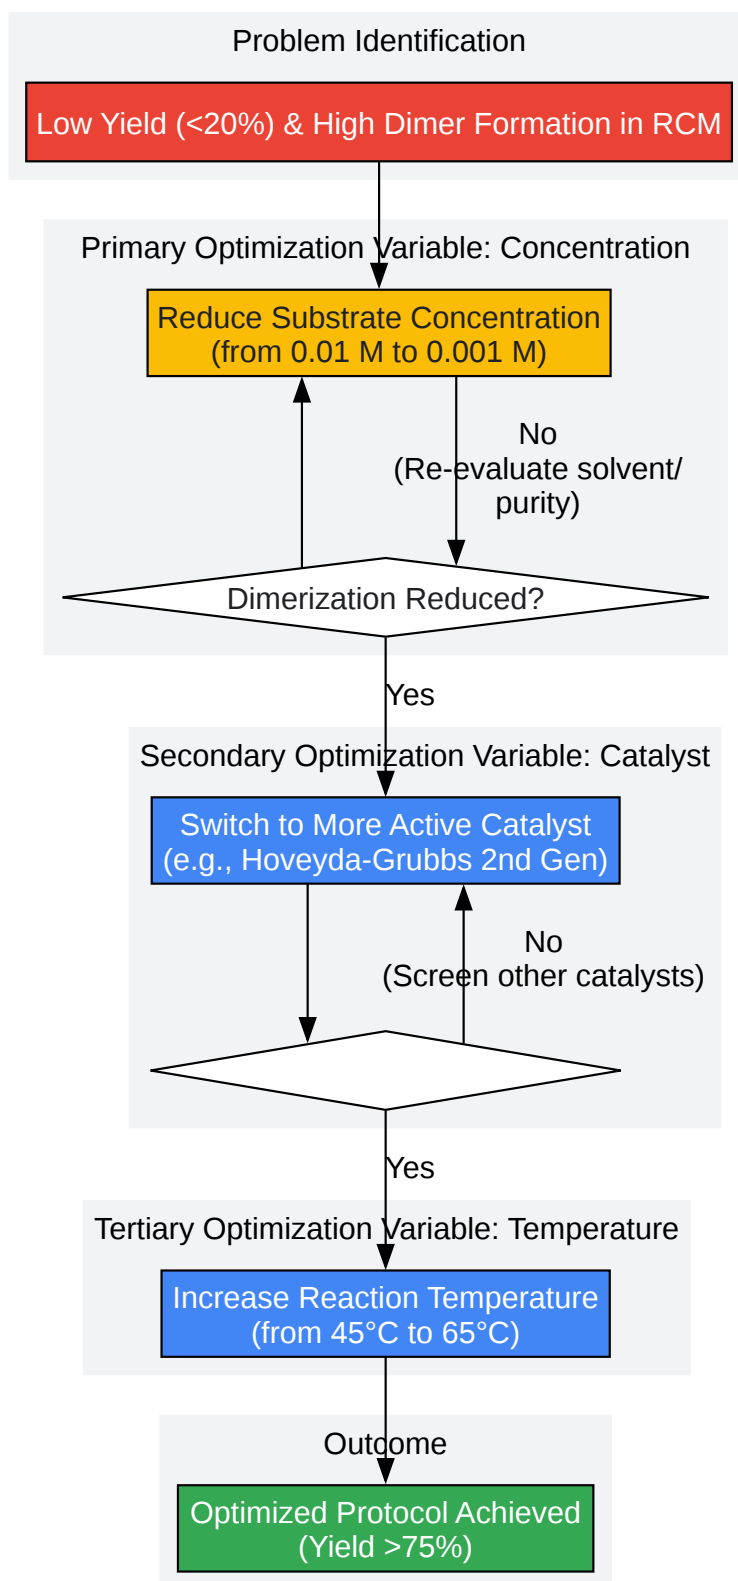 Problem Identification
Low Yield (<20%) & High Dimer Formation in RCM
Primary Optimization Variable: Concentration
Reduce Substrate Concentration
(from 0.01 M to 0.001 M)
No
(Re-evaluate solvent/
purity)
Dimerization Reduced?
Yes
Secondary Optimization Variable: Catalyst
Switch to More Active Catalyst
(e.g., Hoveyda-Grubbs 2nd Gen)
No
(Screen other catalysts)
Yes
Tertiary Optimization Variable: Temperature
Increase Reaction Temperature
(from 45°C to 65°C)
Outcome
Optimized Protocol Achieved
(Yield >75%)